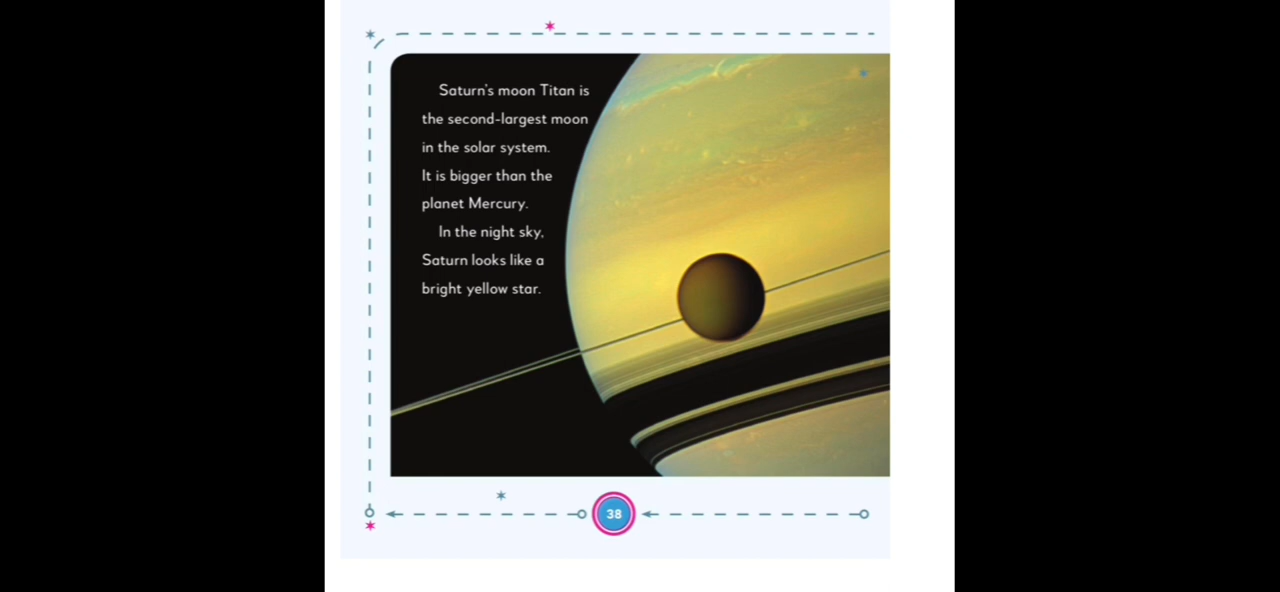 Saturn's moon Titan is
the second-largest moon
in the solar system.
It is bigger than the
planet Mercury.
In the night sky,
Saturn looks like a
bright yellow star.
38